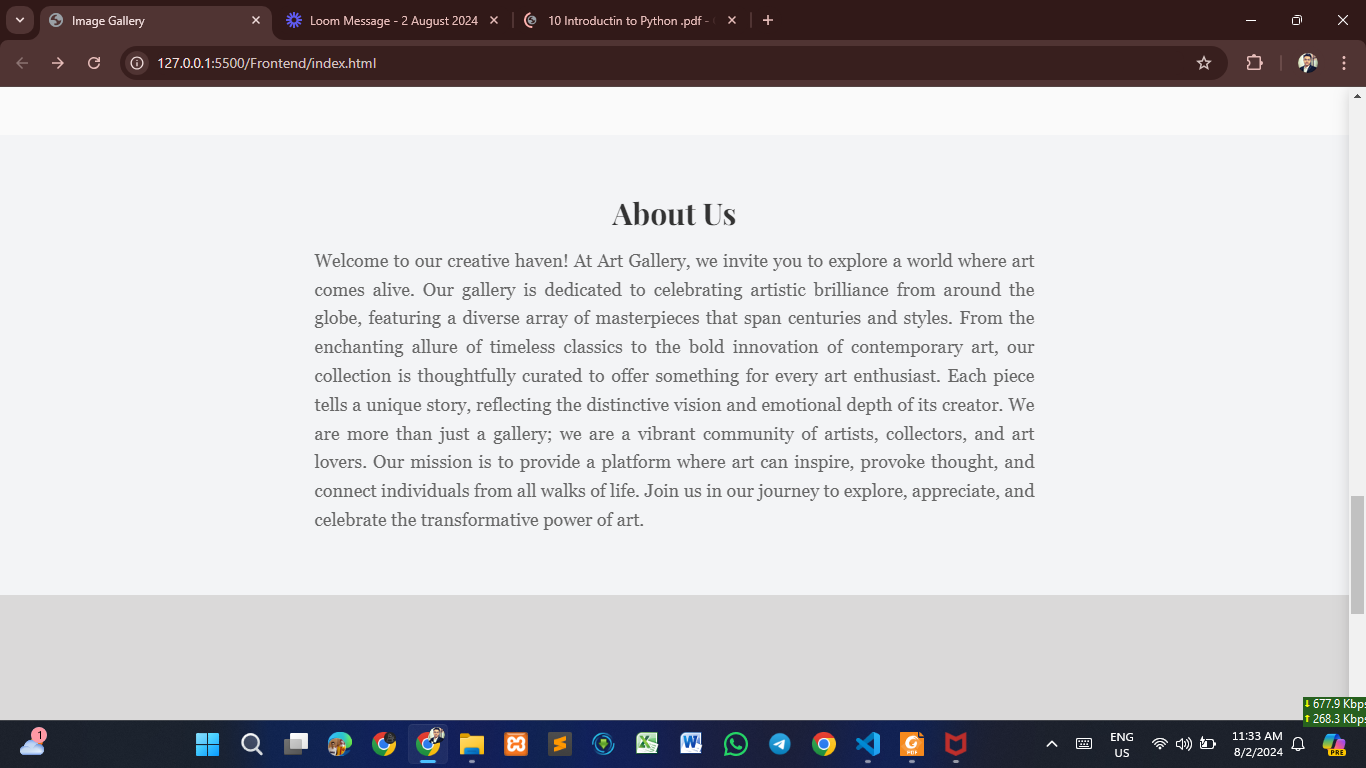 Image Gallery
Loom Message - 2 August 2024
10 Introductin to Python .pdf -
127.0.0.1:5500/Frontend/index.html
About Us
Welcome to our creative haven! At Art Gallery, we invite you to explore a world where art
comes alive. Our gallery is dedicated to celebrating artistic brilliance from around the
globe, featuring a diverse array of masterpieces that span centuries and styles. From the
enchanting allure of timeless classics to the bold innovation of contemporary art, our
collection is thoughtfully curated to offer something for every art enthusiast. Each piece
tells a unique story, reflecting the distinctive vision and emotional depth of its creator. We
are more than just a gallery; we are a vibrant community of artists, collectors, and art
lovers. Our mission is to provide a platform where art can inspire, provoke thought, and
connect individuals from all walks of life. Join us in our journey to explore, appreciate, and
celebrate the transformative power of art.
677.9 Kbps
268.3 Kbps
1
ENG
US
11:33 AM
8/2/2024
PRE